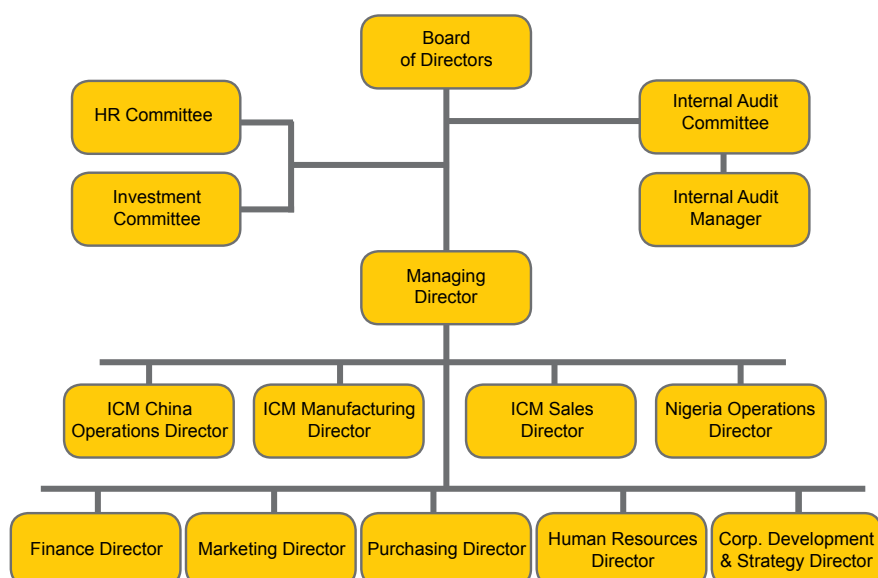 Board
of Directors
HR Committee
Internal Audit
Committee
Investment
Committee
Internal Audit
Manager
Managing
Director
ICM China
Operations Director
ICM Manufacturing
Director
ICM Sales
Director
Nigeria Operations
Director
Finance Director
Marketing Director
Purchasing Director
Human Resources
Director
Corp. Development
& Strategy Director